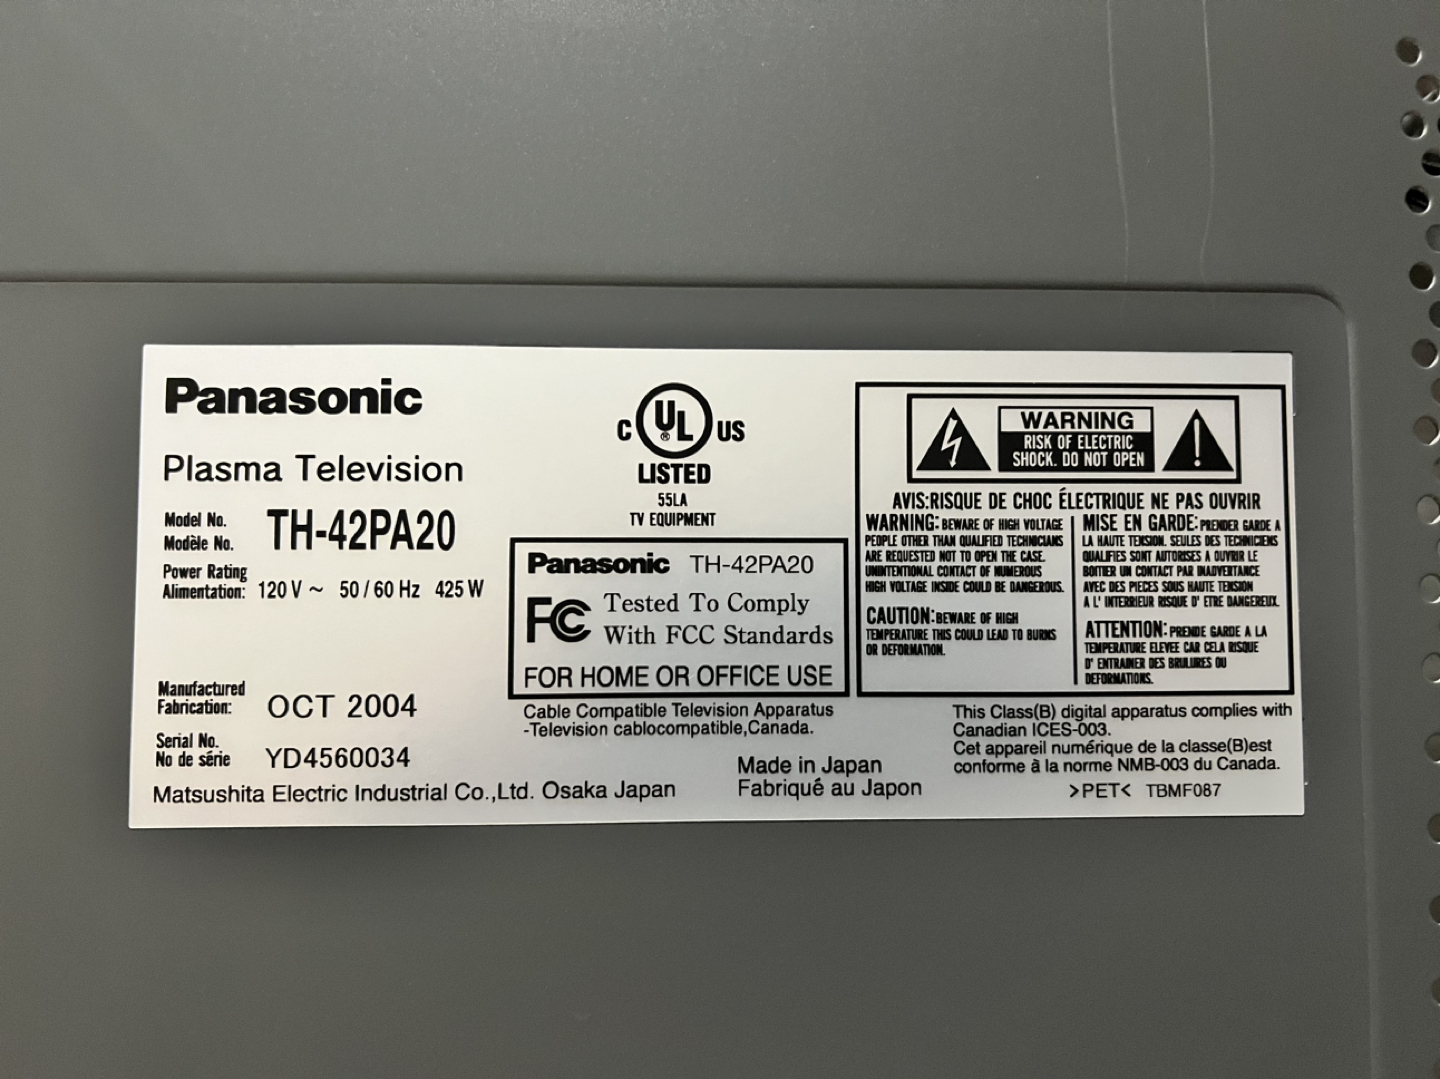 Panasonic
Plasma Television
Model No.
Modèle No.
TH-42PA20
Power Rating
Alimentation:
120 V ~ 50 / 60 Hz 425 W
Manufactured
Fabrication:
OCT 2004
Serial No.
No de série
YD4560034
Matsushita Electric Industrial Co.,Ltd. Osaka Japan
C UL ® US
LISTED
55LA
TV EQUIPMENT
Panasonic TH-42PA20
FC Tested To Comply
With FCC Standards
FOR HOME OR OFFICE USE
Cable Compatible Television Apparatus
-Télevision cablocompatible,Canada.
Made in Japan
Fabriqué au Japon
WARNING
RISK OF ELECTRIC
SHOCK. DO NOT OPEN
AVIS:RISQUE DE CHOC ÉLECTRIQUE NE PAS OUVRIR
WARNING: BEWARE OF HIGH VOLTAGE
PEOPLE OTHER THAN QUALIFIED TECHNICIANS
ARE REQUESTED NOT TO OPEN THE CASE.
UNINTENTIONAL CONTACT OF NUMEROUS
HIGH VOLTAGE INSIDE COULD BE DANGEROUS.
CAUTION: BEWARE OF HIGH
TEMPERATURE THIS COULD LEAD TO BURNS
OR DEFORMATION.
MISE EN GARDE: PRENDER GARDE A
LA HAUTE TENSION. SEULES DES TECHNICIENS
QUALIFIES SONT AUTORISES A OUVRIR LE
BOITIER UN CONTACT PAR INADVERTANCE
AVEC DES PIECES SOUS HAUTE TENSION
A L' INTERRIEUR RISQUE D' ETRE DANGEREUX.
ATTENTION: PRENDE GARDE A LA
TEMPERATURE ELEVEE CAR CELA RISQUE
D' ENTRAINER DES BRULURES OU
DEFORMATIONS.
This Class(B) digital apparatus complies with
Canadian ICES-003.
Cet appareil numérique de la classe(B)est
conforme à la norme NMB-003 du Canada.
>PET< TBMF087